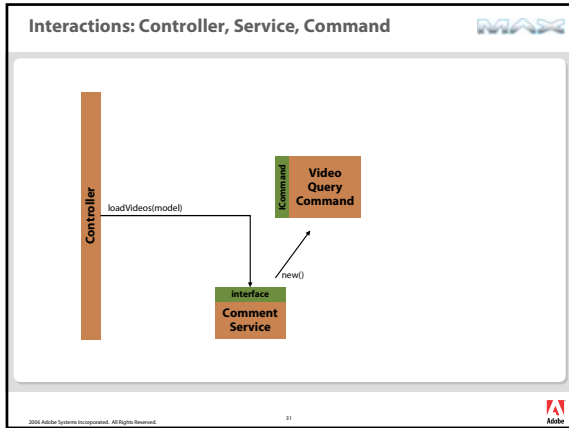 Interactions: Controller, Service, Command
MAX
Controller
loadVideos(model)
ICommand
Video
Query
Command
new()
interface
Comment
Service
2006 Adobe Systems Incorporated. All Rights Reserved.
31
Adobe